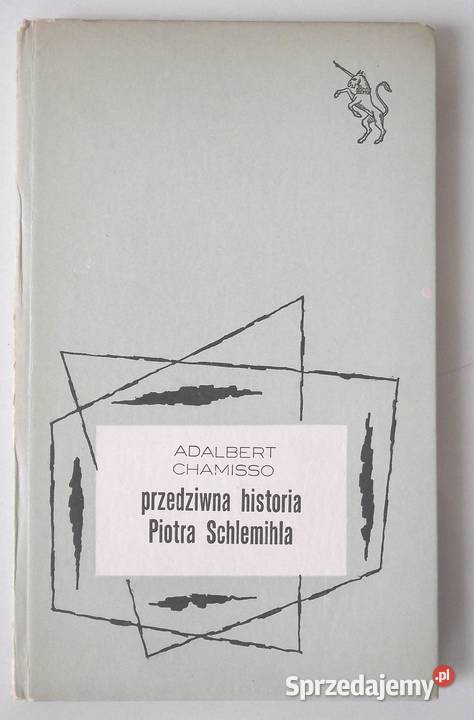 ADALBERT
CHAMISSO
przedziwna historia
Piotra Schlemihla
Sprzedajemy.pl